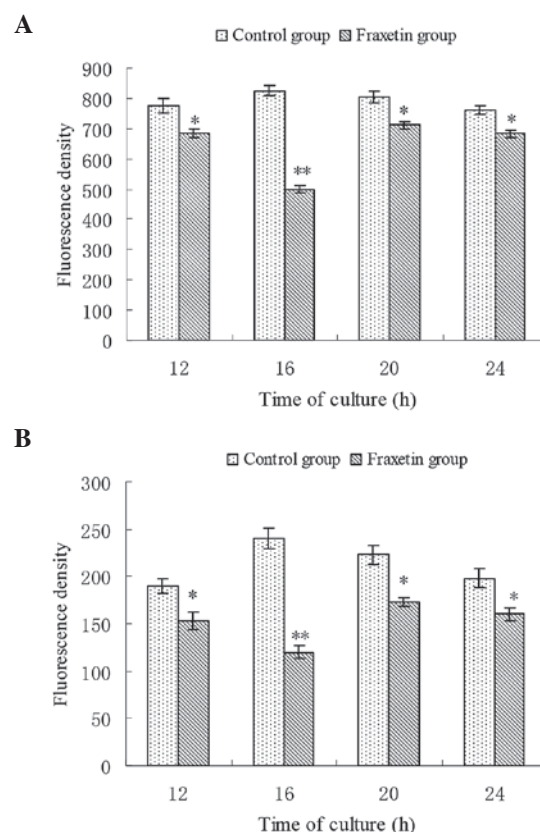 A
Control group Fraxetin group
900
800
700
600
500
400
300
200
100
0
Fluorescence density
* ** * *
12 16 20 24
Time of culture (h)
B
Control group Fraxetin group
300
250
200
150
100
50
0
Fluorescence density
* ** * *
12 16 20 24
Time of culture (h)